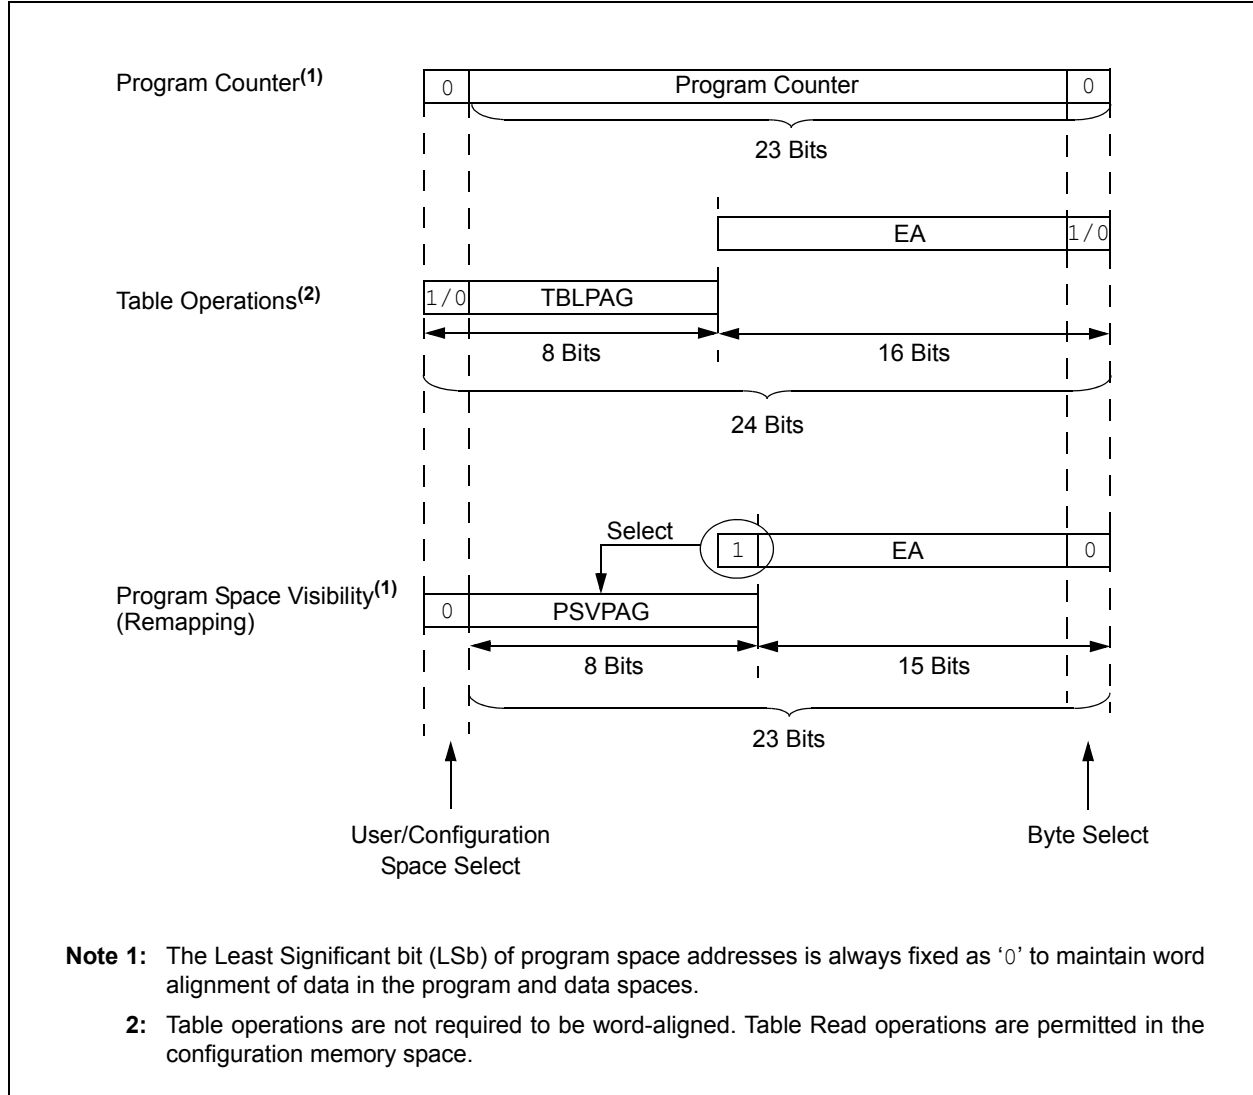 Program Counter(1)
0 Program Counter 0
23 Bits
EA 1/0
Table Operations(2)
1/0 TBLPAG
8 Bits 16 Bits
24 Bits
Select
1 EA 0
Program Space Visibility(1)
(Remapping)
0 PSVPAG
8 Bits 15 Bits
23 Bits
User/Configuration
Space Select
Byte Select
Note 1: The Least Significant bit (LSb) of program space addresses is always fixed as ‘0’ to maintain word
alignment of data in the program and data spaces.
2: Table operations are not required to be word-aligned. Table Read operations are permitted in the
configuration memory space.